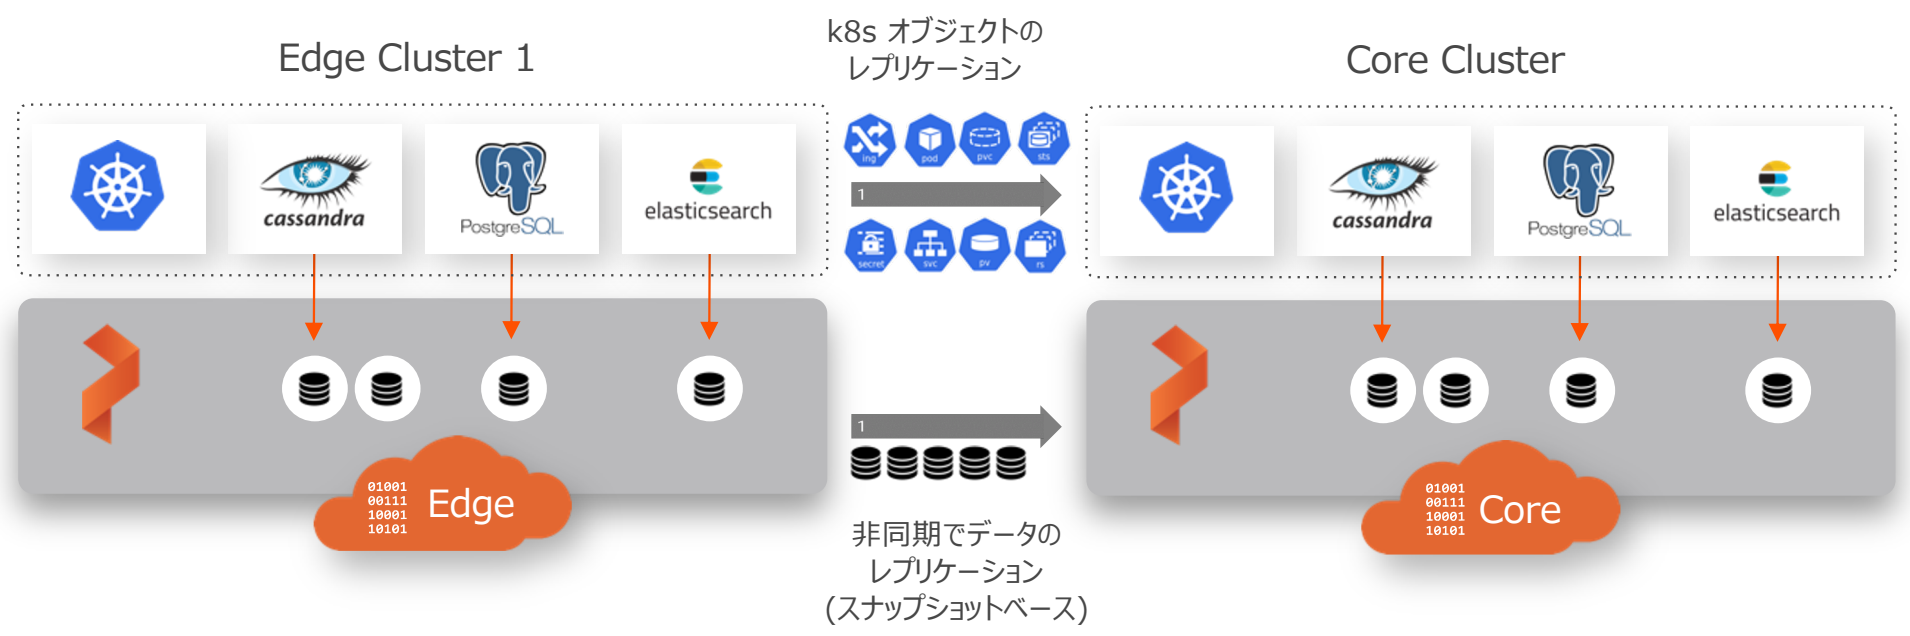 Edge Cluster 1
k8s オブジェクトの
レプリケーション
Core Cluster
cassandra
PostgreSQL
elasticsearch
ing
pod
pvc
sts
1
secret
svc
pv
rs
cassandra
PostgreSQL
elasticsearch
1
01001
00111
10001
10101
Edge
非同期でデータの
レプリケーション
(スナップショットベース)
01001
00111
10001
10101
Core